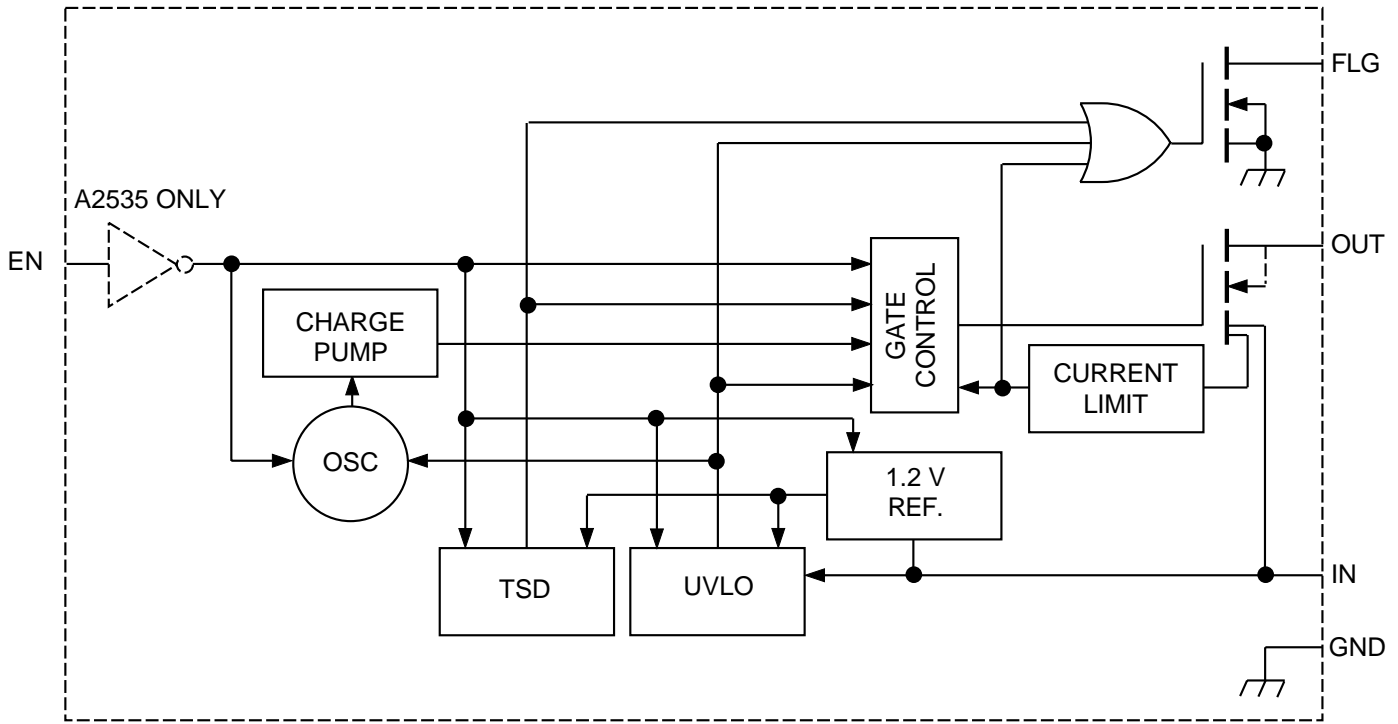 FLG
A2535 ONLY
EN
OUT
CHARGE
PUMP
GATE
CONTROL
CURRENT
LIMIT
OSC
1.2 V
REF.
TSD
UVLO
IN
GND